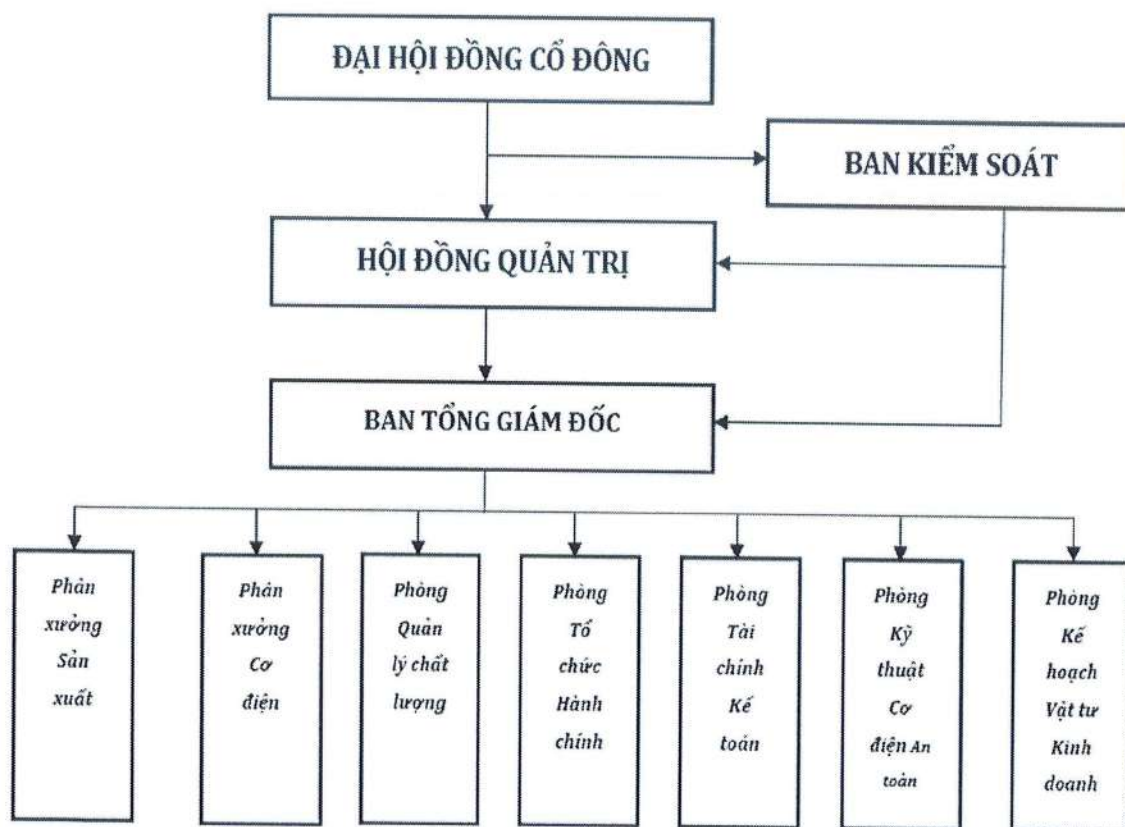 ĐẠI HỘI ĐỒNG CỔ ĐÔNG
BAN KIỂM SOÁT
HỘI ĐỒNG QUẢN TRỊ
BAN TỔNG GIÁM ĐỐC
Phân
xưởng
Sản
xuất
Phân
xưởng
Cơ
điện
Phòng
Quản
lý chất
lượng
Phòng
Tổ
chức
Hành
chính
Phòng
Tài
chính
Kế
toán
Phòng
Kỹ
thuật
Cơ
điện An
toàn
Phòng
Kế
hoạch
Vật tư
Kinh
doanh